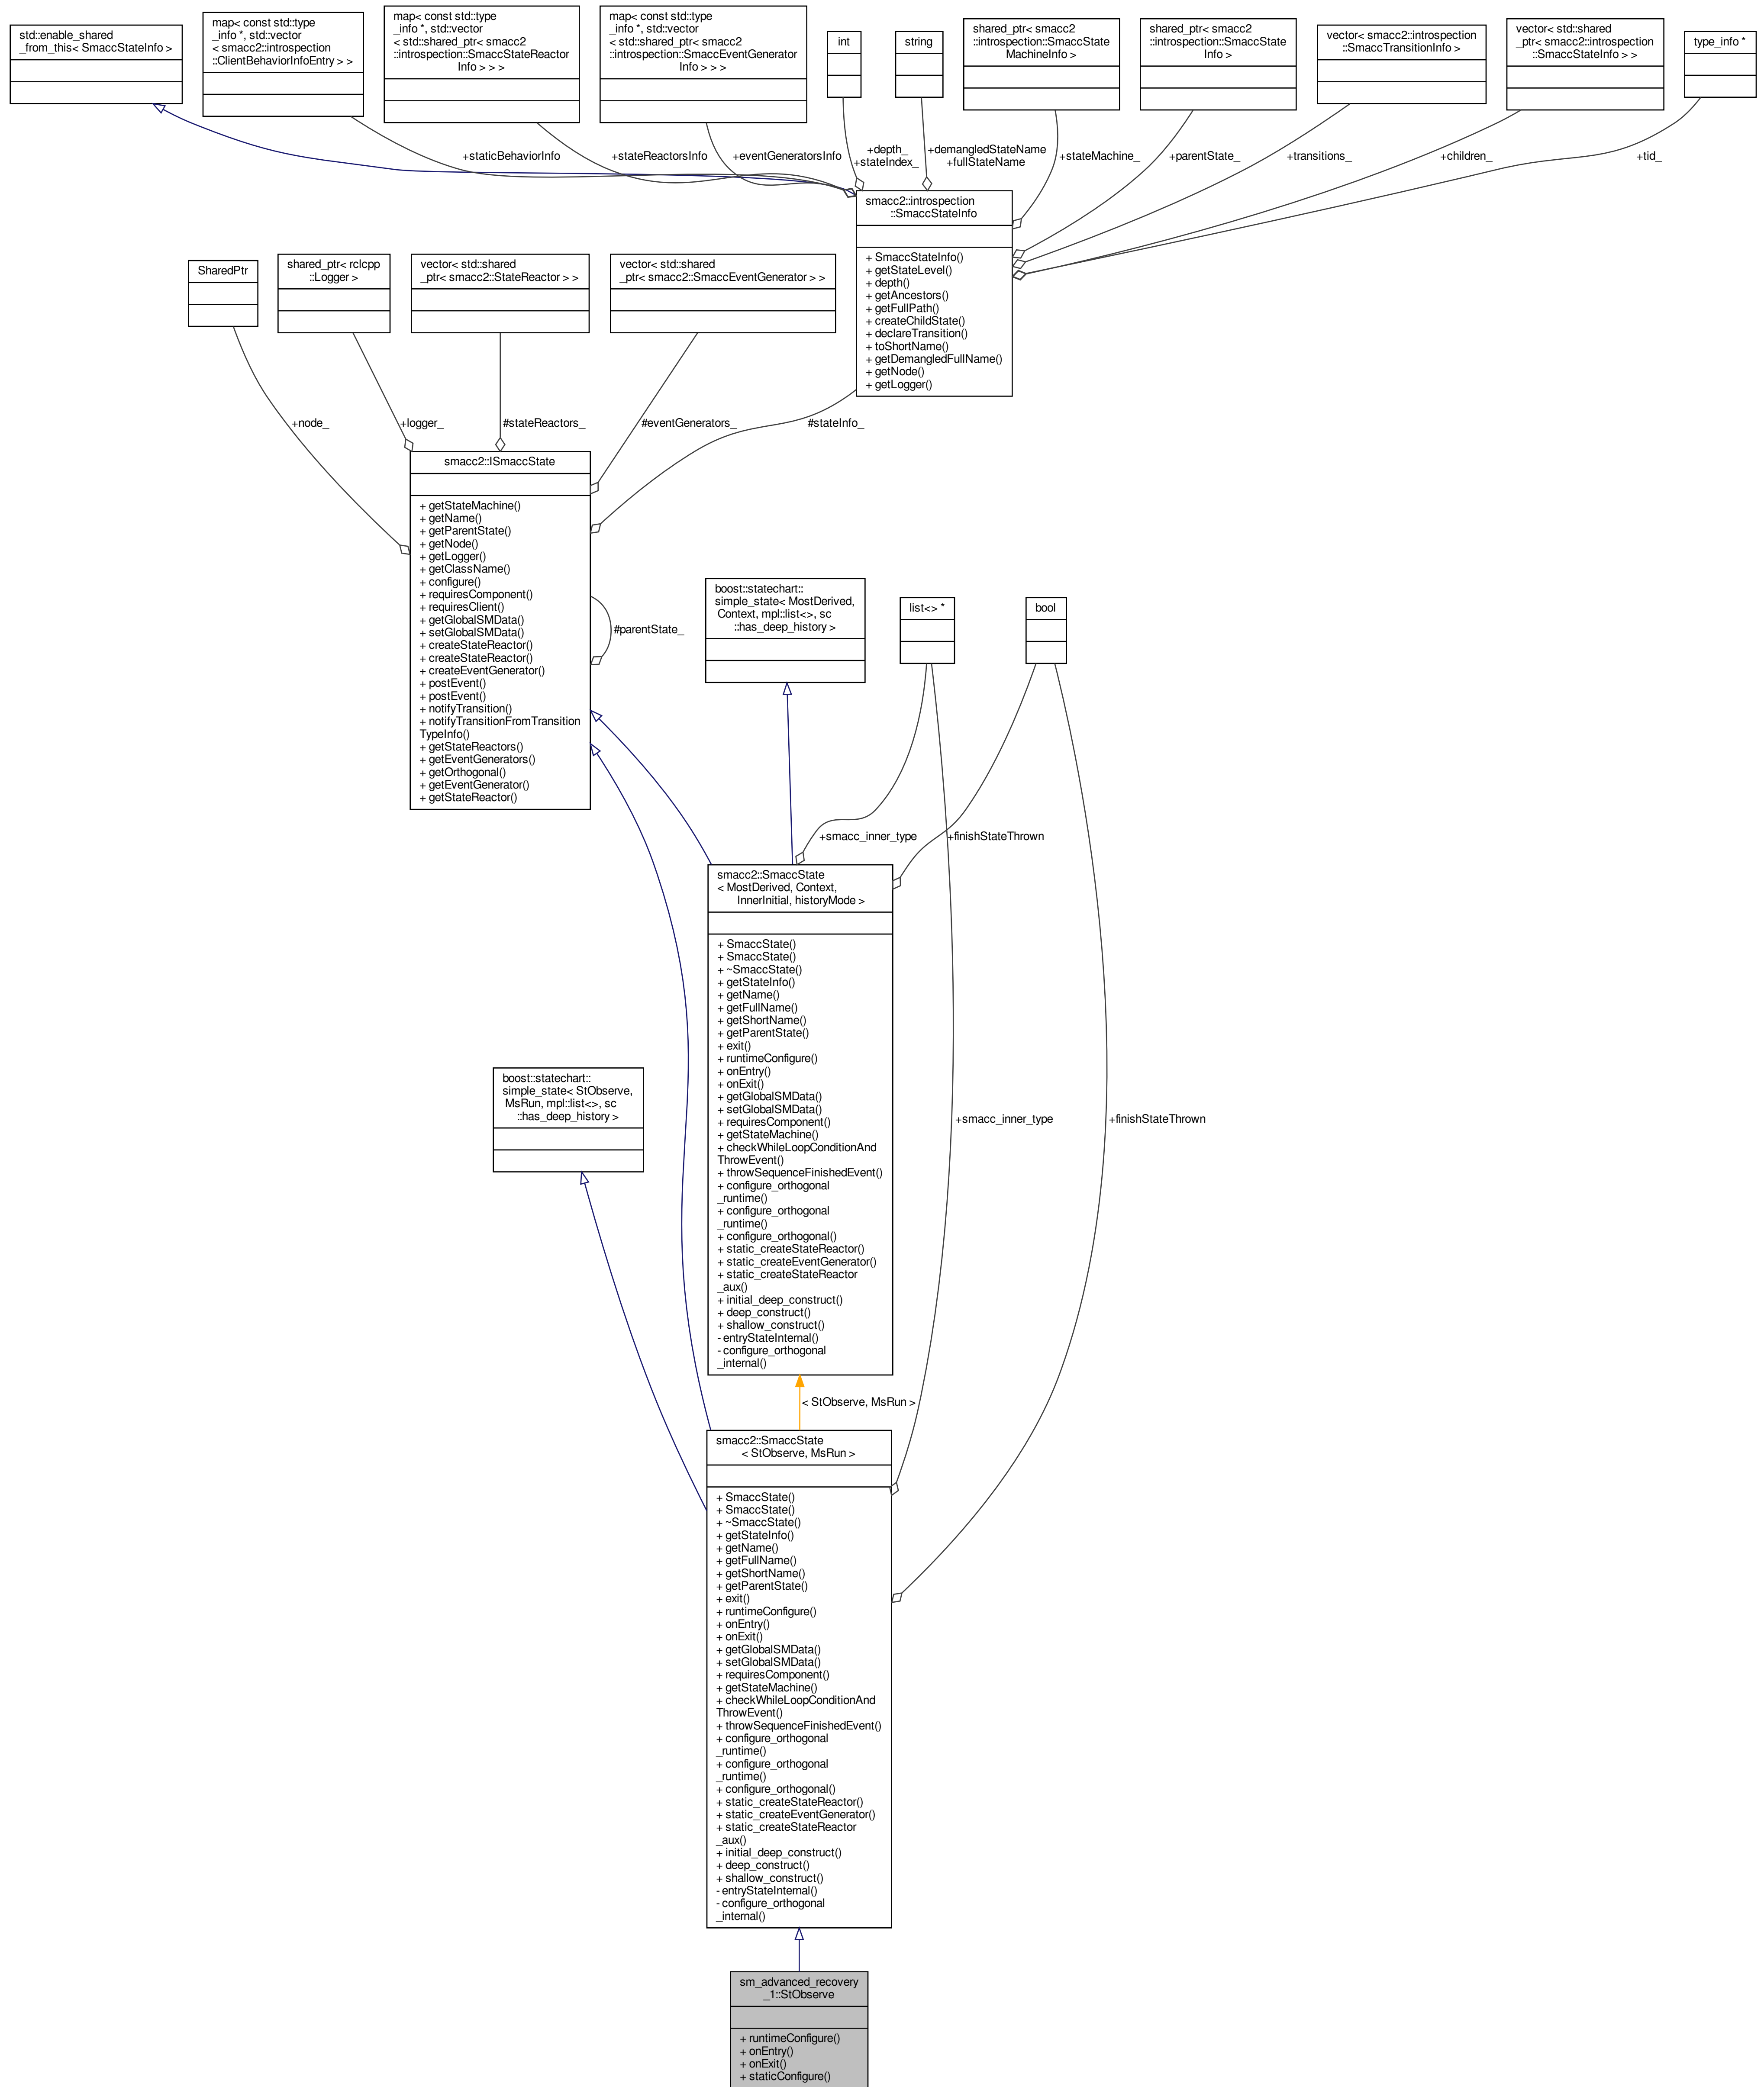 std::enable_shared
_from_this< SmaccStateInfo >
map< const std::type
_info *, std::vector
< smacc2::introspection
::ClientBehaviorInfoEntry > >
map< const std::type
_info *, std::vector
< std::shared_ptr< smacc2
::introspection::SmaccStateReactor
Info > > >
map< const std::type
_info *, std::vector
< std::shared_ptr< smacc2
::introspection::SmaccEventGenerator
Info > > >
int
string
shared_ptr< smacc2
::introspection::SmaccState
MachineInfo >
shared_ptr< smacc2
::introspection::SmaccState
Info >
vector< smacc2::introspection
::SmaccTransitionInfo >
vector< std::shared
_ptr< smacc2::introspection
::SmaccStateInfo > >
type_info *
+staticBehaviorInfo
+stateReactorsInfo
+eventGeneratorsInfo
+depth_
+stateIndex_
+demangledStateName
+fullStateName
+stateMachine_
+parentState_
+transitions_
+children_
+tid_
smacc2::introspection
::SmaccStateInfo
+ SmaccStateInfo()
+ getStateLevel()
+ depth()
+ getAncestors()
+ getFullPath()
+ createChildState()
+ declareTransition()
+ toShortName()
+ getDemangledFullName()
+ getNode()
+ getLogger()
SharedPtr
shared_ptr< rclcpp
::Logger >
vector< std::shared
_ptr< smacc2::StateReactor > >
vector< std::shared
_ptr< smacc2::SmaccEventGenerator > >
+node_
+logger_
#stateReactors_
#eventGenerators_
#stateInfo_
smacc2::ISmaccState
+ getStateMachine()
+ getName()
+ getParentState()
+ getNode()
+ getLogger()
+ getClassName()
+ configure()
+ requiresComponent()
+ requiresClient()
+ getGlobalSMData()
+ setGlobalSMData()
+ createStateReactor()
+ createStateReactor()
+ createEventGenerator()
+ postEvent()
+ postEvent()
+ notifyTransition()
+ notifyTransitionFromTransition
TypeInfo()
+ getStateReactors()
+ getEventGenerators()
+ getOrthogonal()
+ getEventGenerator()
+ getStateReactor()
#parentState_
boost::statechart::
simple_state< MostDerived,
Context, mpl::list<>, sc
::has_deep_history >
list<> *
bool
+smacc_inner_type
+finishStateThrown
smacc2::SmaccState
< MostDerived, Context,
InnerInitial, historyMode >
+ SmaccState()
+ SmaccState()
+ ~SmaccState()
+ getStateInfo()
+ getName()
+ getFullName()
+ getShortName()
+ getParentState()
+ exit()
+ runtimeConfigure()
+ onEntry()
+ onExit()
+ getGlobalSMData()
+ setGlobalSMData()
+ requiresComponent()
+ getStateMachine()
+ checkWhileLoopConditionAnd
ThrowEvent()
+ throwSequenceFinishedEvent()
+ configure_orthogonal
_runtime()
+ configure_orthogonal
_runtime()
+ configure_orthogonal()
+ static_createStateReactor()
+ static_createEventGenerator()
+ static_createStateReactor
_aux()
+ initial_deep_construct()
+ deep_construct()
+ shallow_construct()
- entryStateInternal()
- configure_orthogonal
_internal()
boost::statechart::
simple_state< StObserve,
MsRun, mpl::list<>, sc
::has_deep_history >
+smacc_inner_type
+finishStateThrown
< StObserve, MsRun >
smacc2::SmaccState
< StObserve, MsRun >
+ SmaccState()
+ SmaccState()
+ ~SmaccState()
+ getStateInfo()
+ getName()
+ getFullName()
+ getShortName()
+ getParentState()
+ exit()
+ runtimeConfigure()
+ onEntry()
+ onExit()
+ getGlobalSMData()
+ setGlobalSMData()
+ requiresComponent()
+ getStateMachine()
+ checkWhileLoopConditionAnd
ThrowEvent()
+ throwSequenceFinishedEvent()
+ configure_orthogonal
_runtime()
+ configure_orthogonal
_runtime()
+ configure_orthogonal()
+ static_createStateReactor()
+ static_createEventGenerator()
+ static_createStateReactor
_aux()
+ initial_deep_construct()
+ deep_construct()
+ shallow_construct()
- entryStateInternal()
- configure_orthogonal
_internal()
sm_advanced_recovery
_1::StObserve
+ runtimeConfigure()
+ onEntry()
+ onExit()
+ staticConfigure()